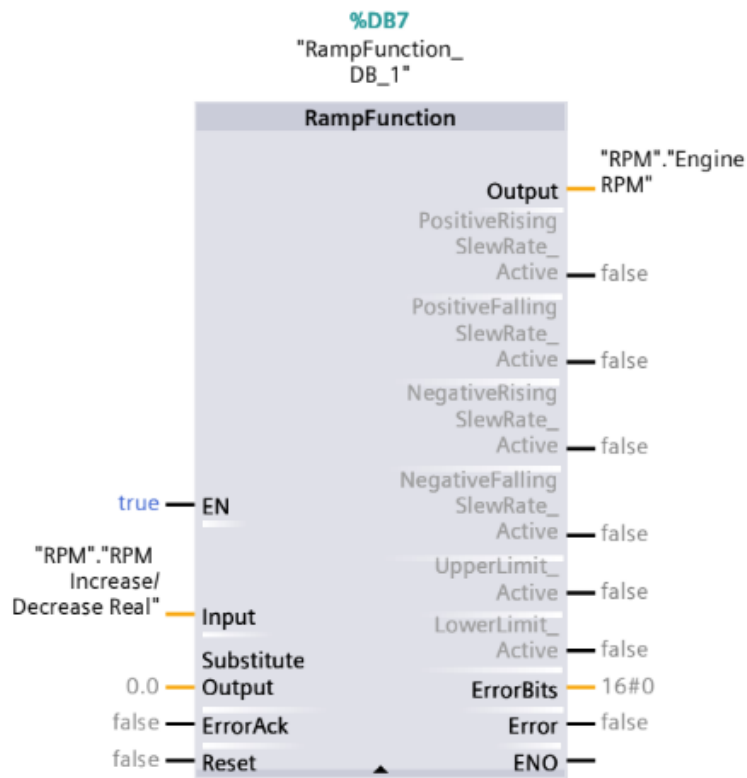 %DB7
"RampFunction_
DB_1"
RampFunction
"RPM"."Engine
RPM"
Output
PositiveRising
SlewRate_
Active
false
PositiveFalling
SlewRate_
Active
false
NegativeRising
SlewRate_
Active
false
NegativeFalling
SlewRate_
Active
false
true
EN
"RPM"."RPM
Increase/
Decrease Real"
Input
UpperLimit_
Active
false
LowerLimit_
Active
false
Substitute
0.0
Output
ErrorBits
16#0
false
ErrorAck
Error
false
false
Reset
ENO